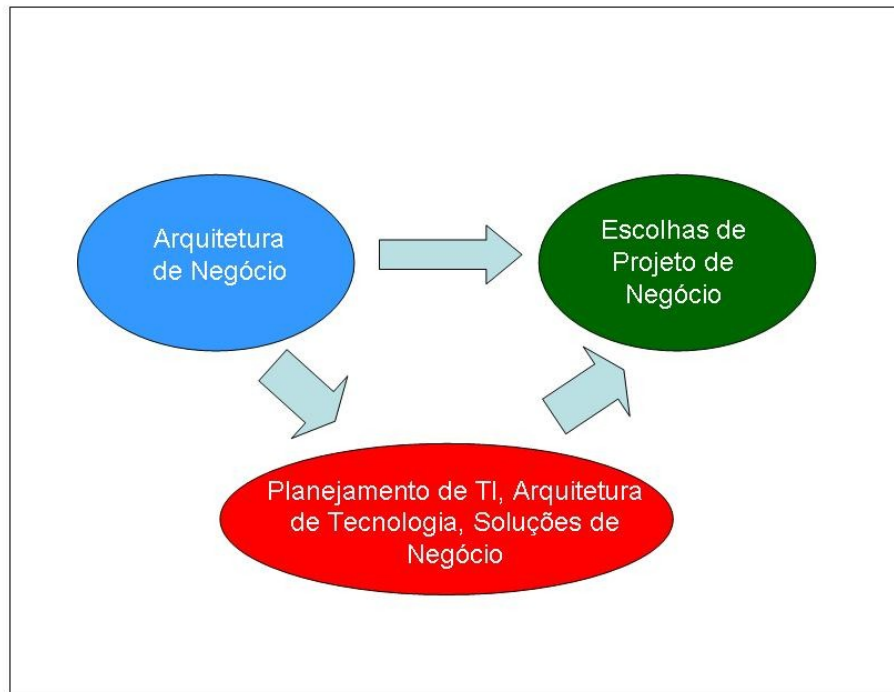 Arquitetura
de Negócio
Escolhas de
Projeto de
Negócio
Planejamento de TI, Arquitetura
de Tecnologia, Soluções de
Negócio